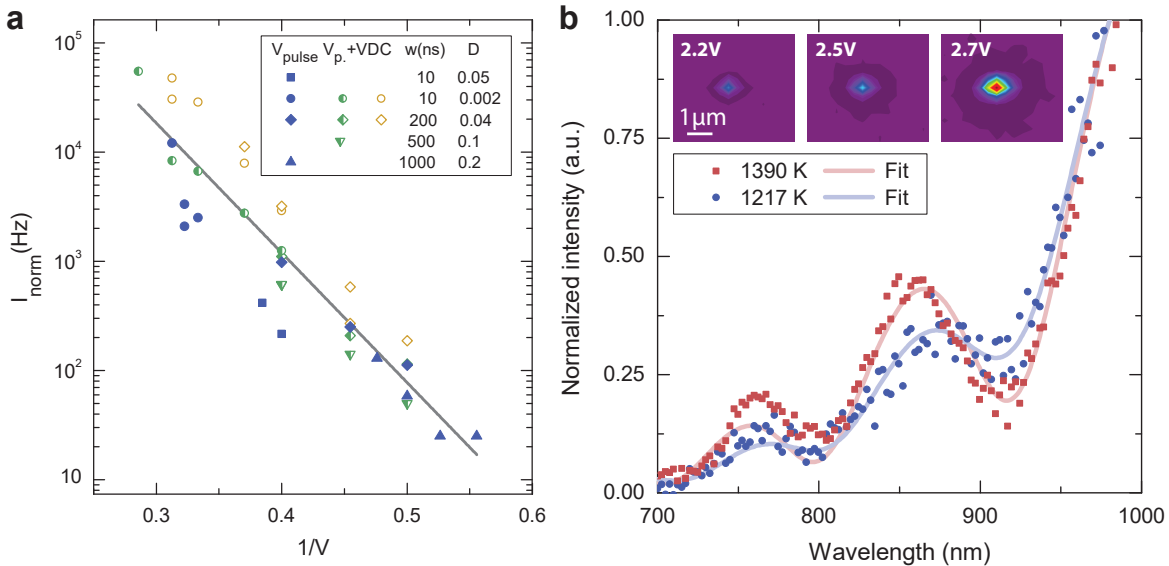 a
10⁵
10⁴
10³
10²
10
I_norm(Hz)
V_pulse V_p.+VDC w(ns) D
10 0.05
10 0.002
200 0.04
500 0.1
1000 0.2
0.3 0.4 0.5 0.6
1/V
b
1.00
0.75
0.50
0.25
0.00
Normalized intensity (a.u.)
2.2V 2.5V 2.7V
1μm
1390 K Fit
1217 K Fit
700 800 900 1000
Wavelength (nm)